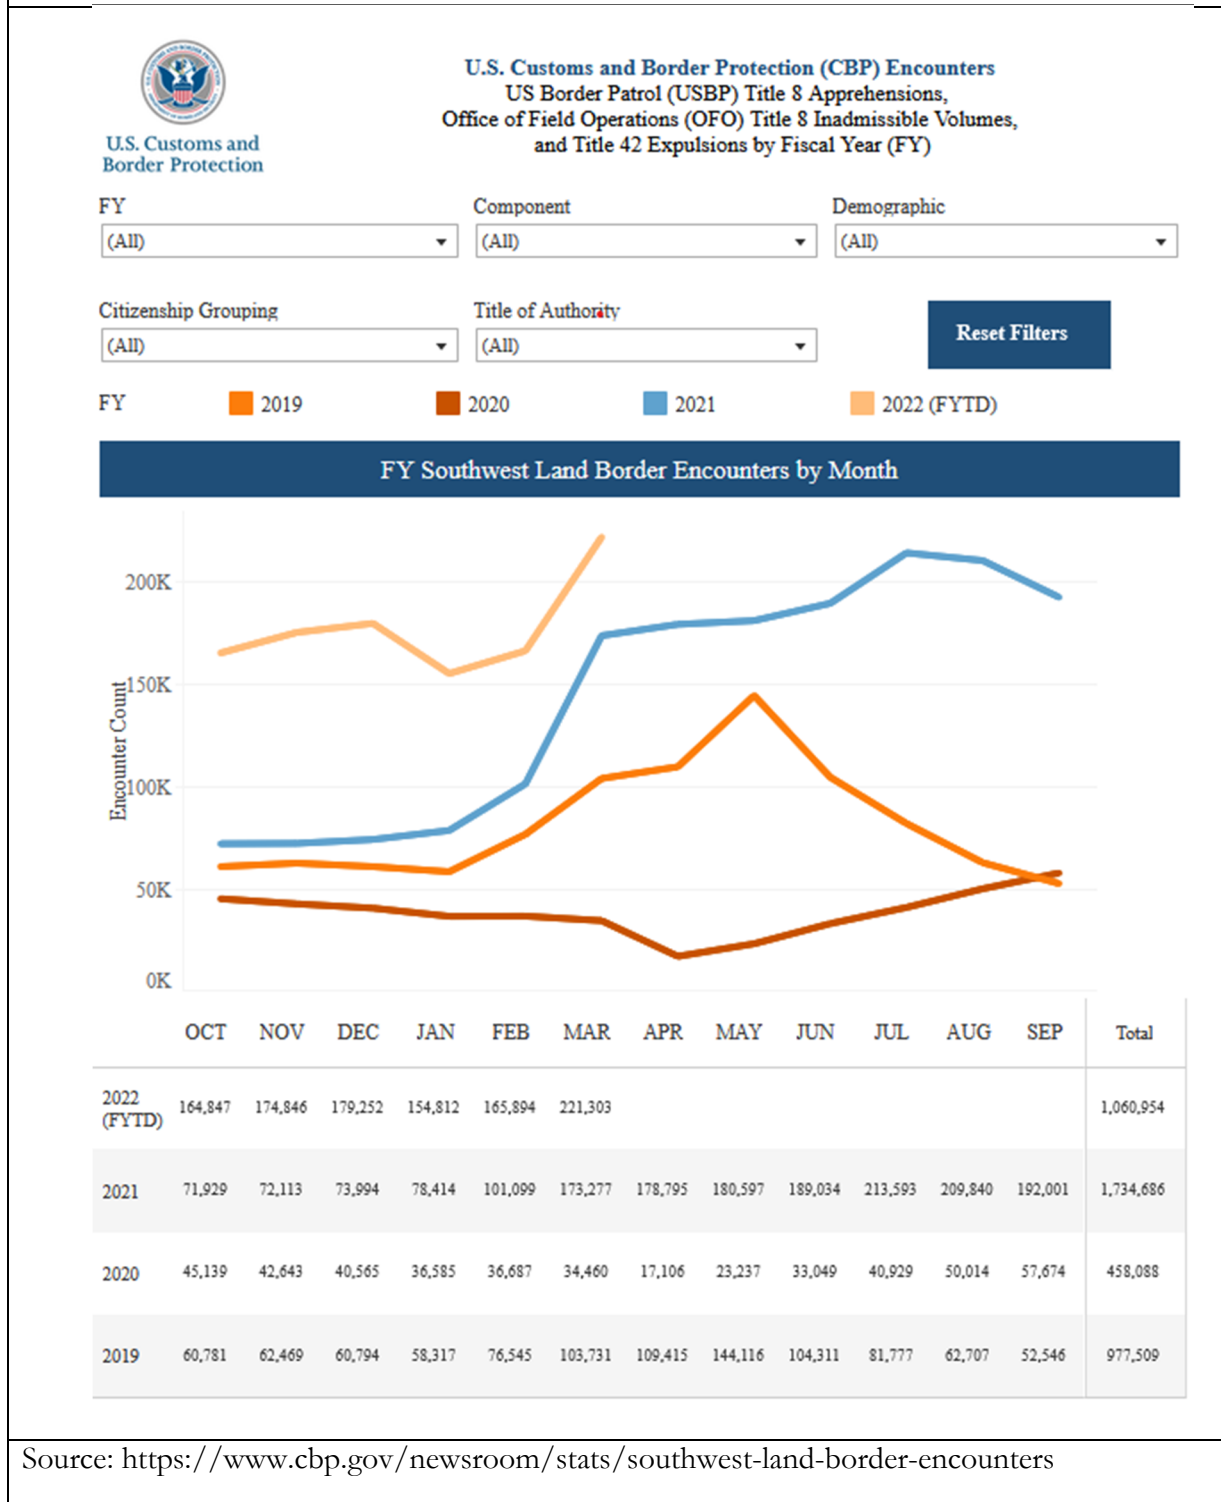 U.S. Customs and Border Protection (CBP) Encounters
US Border Patrol (USBP) Title 8 Apprehensions,
Office of Field Operations (OFO) Title 8 Inadmissible Volumes,
and Title 42 Expulsions by Fiscal Year (FY)
U.S. Customs and
Border Protection
FY Component Demographic
(All) (All) (All)
Citizenship Grouping Title of Authority
(All) (All) Reset Filters
FY 2019 2020 2021 2022 (FYTD)
FY Southwest Land Border Encounters by Month
Encounter Count
200K
150K
100K
50K
0K
OCT NOV DEC JAN FEB MAR APR MAY JUN JUL AUG SEP Total
2022 (FYTD) 164,847 174,846 179,252 154,812 165,894 221,303 1,060,954
2021 71,929 72,113 73,994 78,414 101,099 173,277 178,795 180,597 189,034 213,593 209,840 192,001 1,734,686
2020 45,139 42,643 40,565 36,585 36,687 34,460 17,106 23,237 33,049 40,929 50,014 57,674 458,088
2019 60,781 62,469 60,794 58,317 76,545 103,731 109,415 144,116 104,311 81,777 62,707 52,546 977,509
Source: https://www.cbp.gov/newsroom/stats/southwest-land-border-encounters